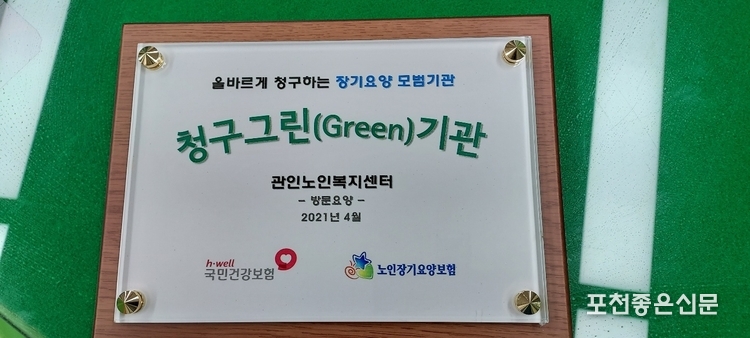 올바르게 청구하는 장기요양 모범기관
청구그린(Green)기관
관인노인복지센터
- 방문요양 -
2021년 4월
h·well
국민건강보험
노인장기요양보험
포천좋은신문